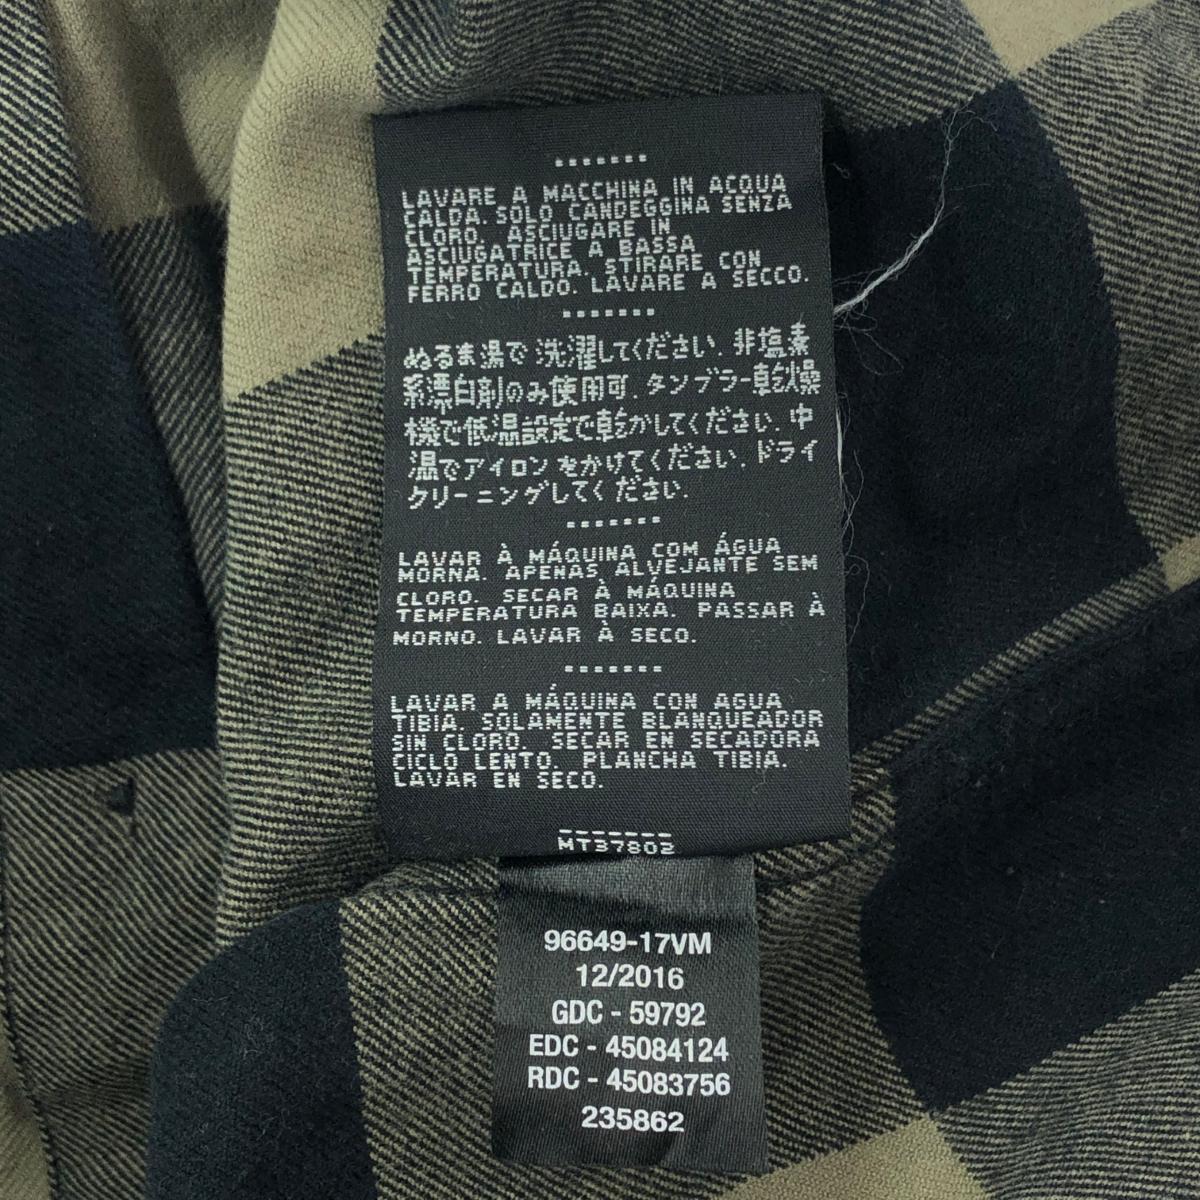 LAVARE A MACCHINA IN ACQUA
CALDA. SOLO CANDEGGINA SENZA
CLORO. ASCIUGARE IN
ASCIUGATRICE A BASSA
TEMPERATURA. STIRARE CON
FERRO CALDO. LAVARE A SECCO.
ぬるま湯で洗濯してください. 非塩素
系漂白剤のみ使用可. タンブラー乾燥
機で低温設定で乾かしてください. 中
温でアイロンをかけてください. ドライ
クリーニングしてください.
LAVAR À MÁQUINA COM ÁGUA
MORNA. APENAS ALVEJANTE SEM
CLORO. SECAR À MÁQUINA
TEMPERATURA BAIXA. PASSAR À
MORNO. LAVAR À SECO.
LAVAR A MÁQUINA CON AGUA
TIBIA. SOLAMENTE BLANQUEADOR
SIN CLORO. SECAR EN SECADORA
CICLO LENTO. PLANCHA TIBIA.
LAVAR EN SECO.
MT37802
96649-17VM
12/2016
GDC - 59792
EDC - 45084124
RDC - 45083756
235862